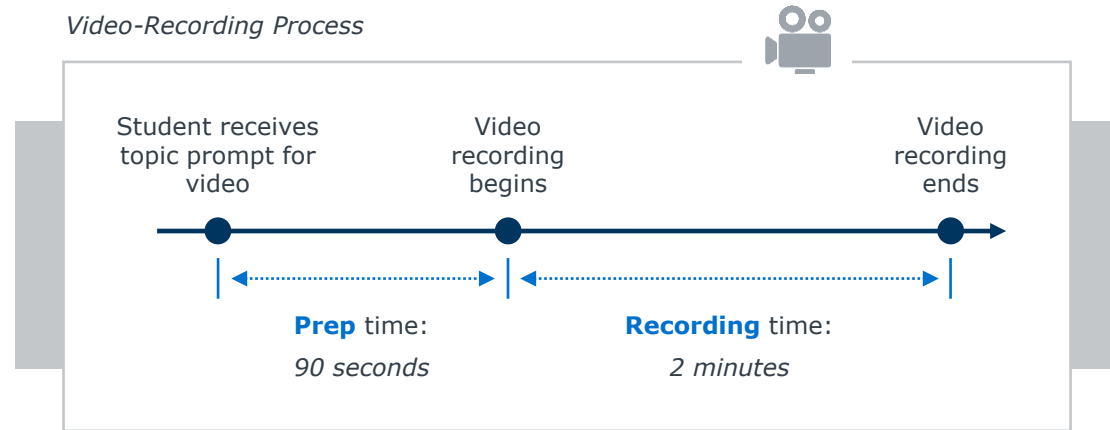 Video-Recording Process
Student receives
topic prompt for
video
Video
recording
begins
Video
recording
ends
Prep time:
90 seconds
Recording time:
2 minutes